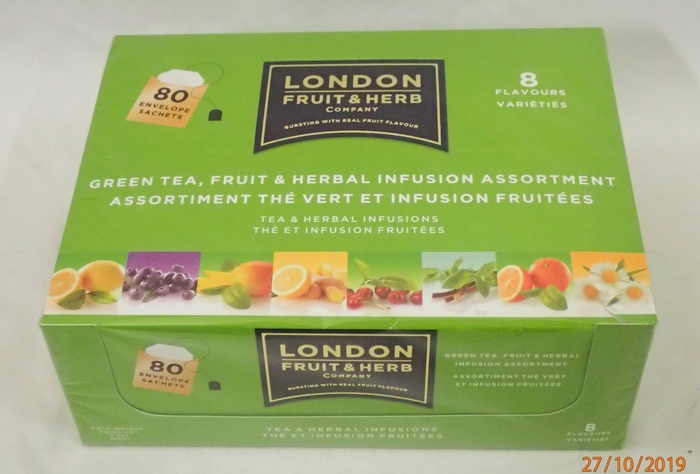 80
ENVELOPE
SACHETS
LONDON
FRUIT & HERB
COMPANY
BURSTING WITH REAL FRUIT FLAVOUR
8
FLAVOURS
VARIÉTIÉS
GREEN TEA, FRUIT & HERBAL INFUSION ASSORTMENT
ASSORTIMENT THÉ VERT ET INFUSION FRUITÉES
TEA & HERBAL INFUSIONS
THÉ ET INFUSION FRUITÉES
80
ENVELOPE
SACHETS
LONDON
FRUIT & HERB
COMPANY
BURSTING WITH REAL FRUIT FLAVOUR
GREEN TEA, FRUIT & HERBAL
INFUSION ASSORTMENT
ASSORTIMENT THÉ VERT
ET INFUSION FRUITÉES
TEA & HERBAL INFUSIONS
THÉ ET INFUSION FRUITÉES
8
FLAVOURS
VARIÉTIÉS
27/10/2019